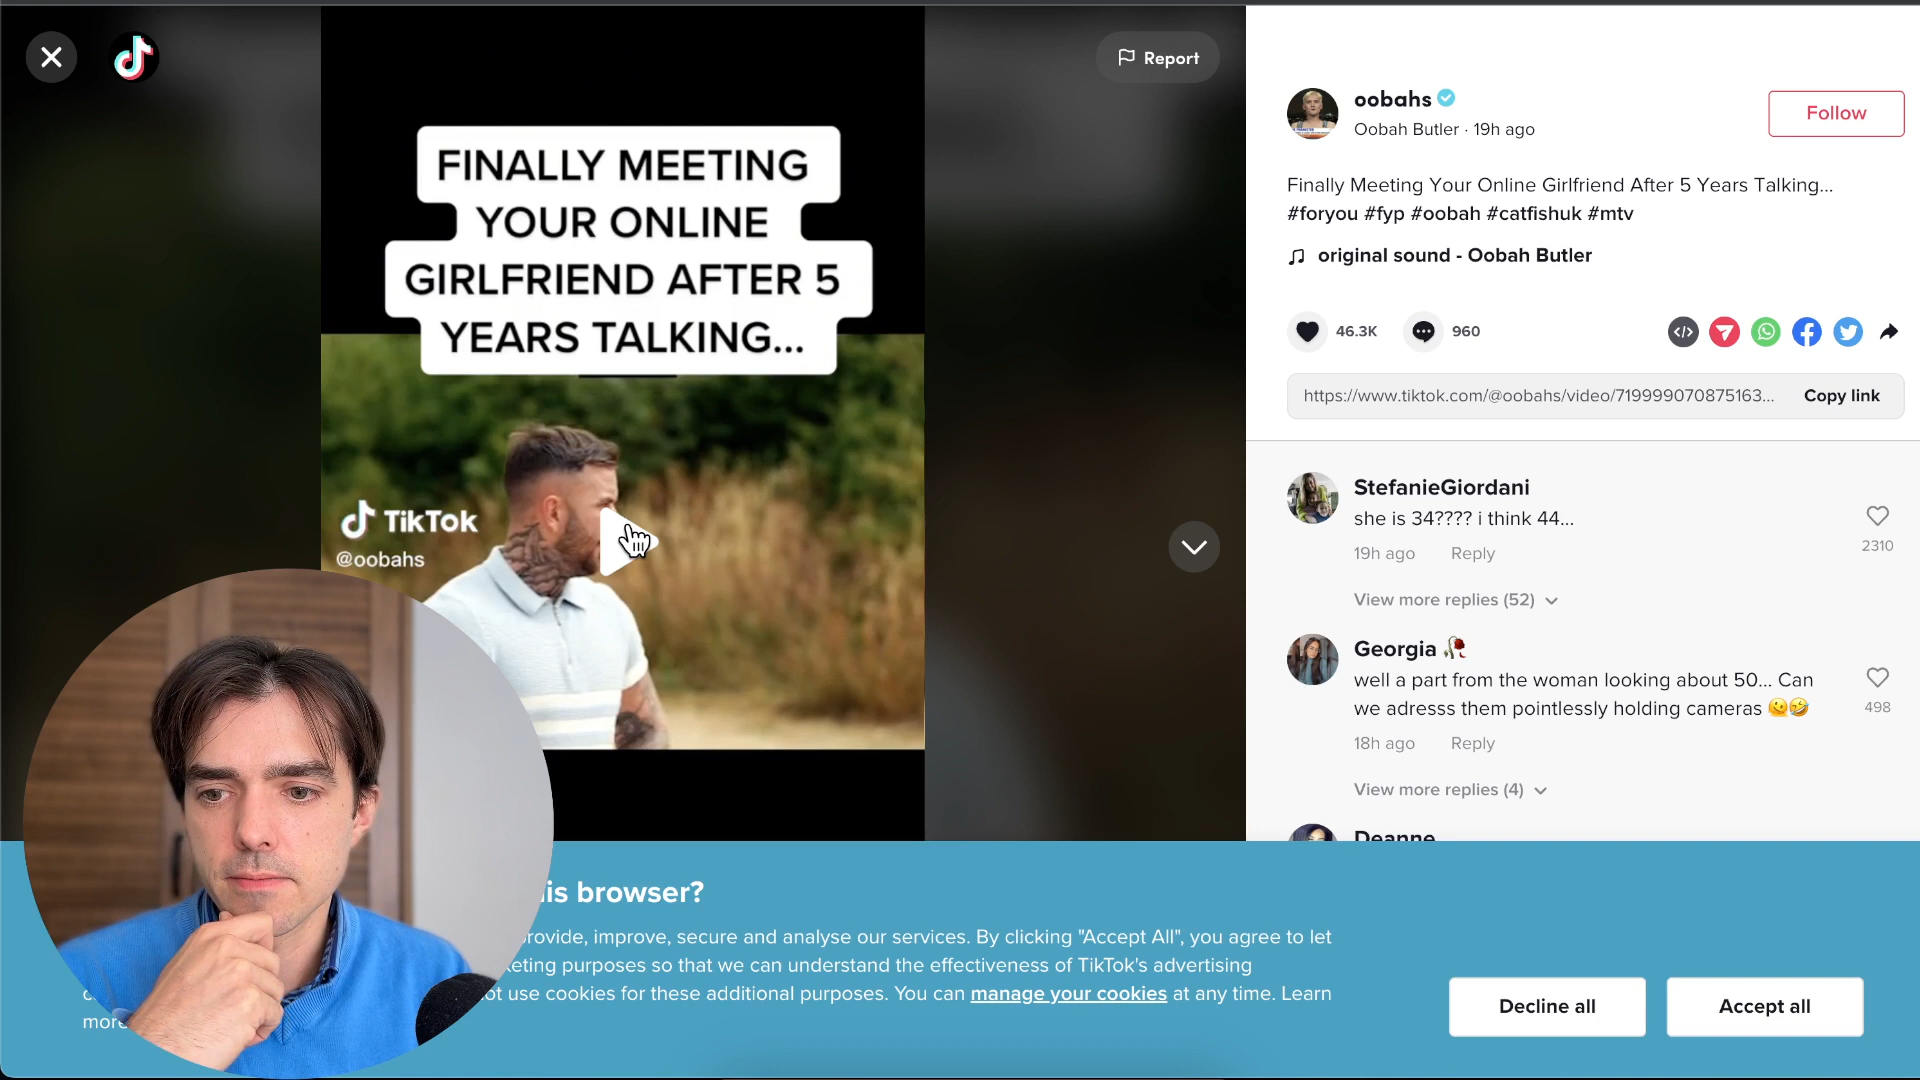 Report
FINALLY MEETING
YOUR ONLINE
GIRLFRIEND AFTER 5
YEARS TALKING...
TikTok
@oobahs
oobahs
Oobah Butler · 19h ago
Follow
Finally Meeting Your Online Girlfriend After 5 Years Talking...
#foryou #fyp #oobah #catfishuk #mtv
original sound - Oobah Butler
46.3K
960
https://www.tiktok.com/@oobahs/video/719999070875163...
Copy link
StefanieGiordani
she is 34???? i think 44...
2310
19h ago
Reply
View more replies (52)
Georgia 🥀
well a part from the woman looking about 50... Can
we adresss them pointlessly holding cameras 🫠🤣
498
18h ago
Reply
View more replies (4)
Deanne
is browser?
rovide, improve, secure and analyse our services. By clicking "Accept All", you agree to let
keting purposes so that we can understand the effectiveness of TikTok's advertising
ot use cookies for these additional purposes. You can manage your cookies at any time. Learn
more
Decline all
Accept all